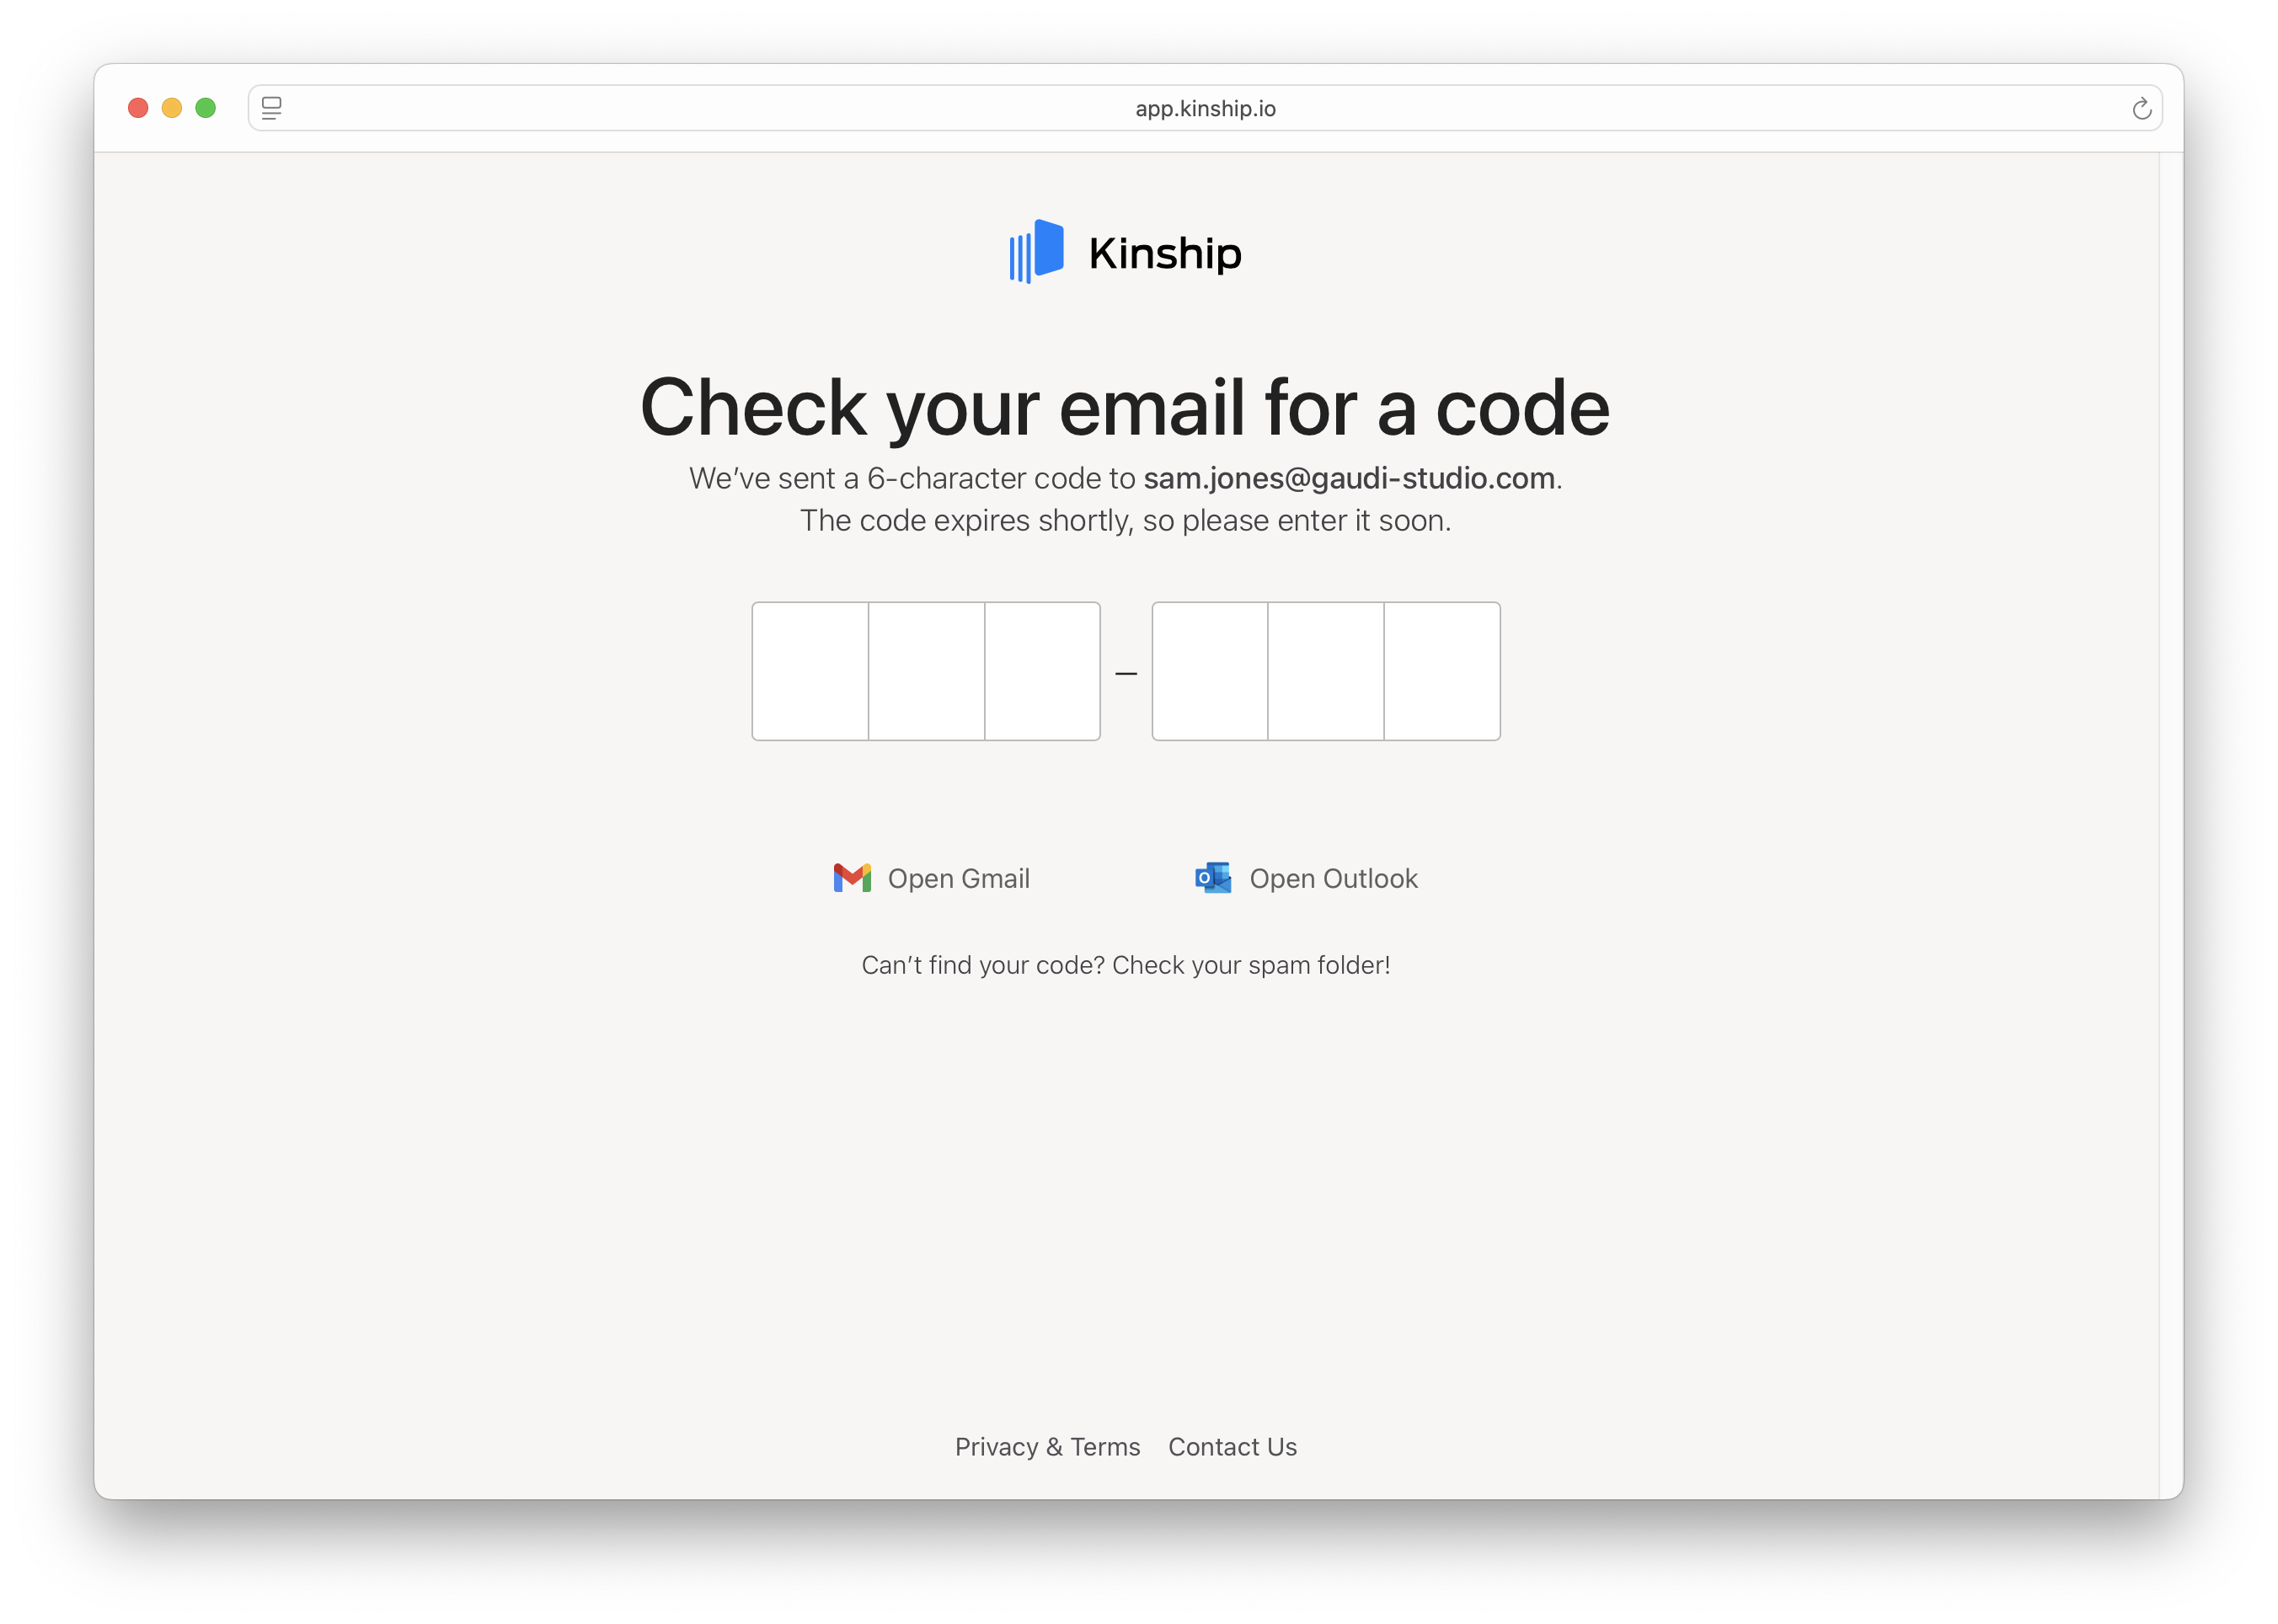 app.kinship.io
Kinship
Check your email for a code
We’ve sent a 6-character code to sam.jones@gaudi-studio.com.
The code expires shortly, so please enter it soon.
–
Open Gmail
Open Outlook
Can’t find your code? Check your spam folder!
Privacy & Terms
Contact Us